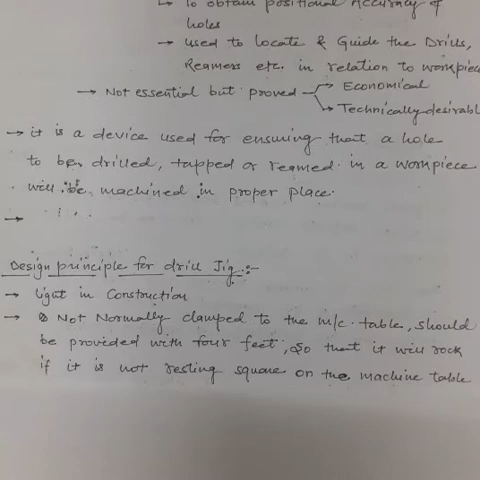 → To obtain positional Accuracy of
holes
→ used to Locate & Guide the Drills,
Reamers etc. in relation to workpiece
→ Not essential but proved → Economical
→ Technically desirabl
→ it is a device used for ensuring that a hole
to be drilled, tapped or reamed in a workpiece
will be machined in proper place.
→
Design principle for drill Jig :-
→ light in Construction
→ Not Normally clamped to the m/c table, should
be provided with four feet, so that it will rock
if it is not resting square on the machine table